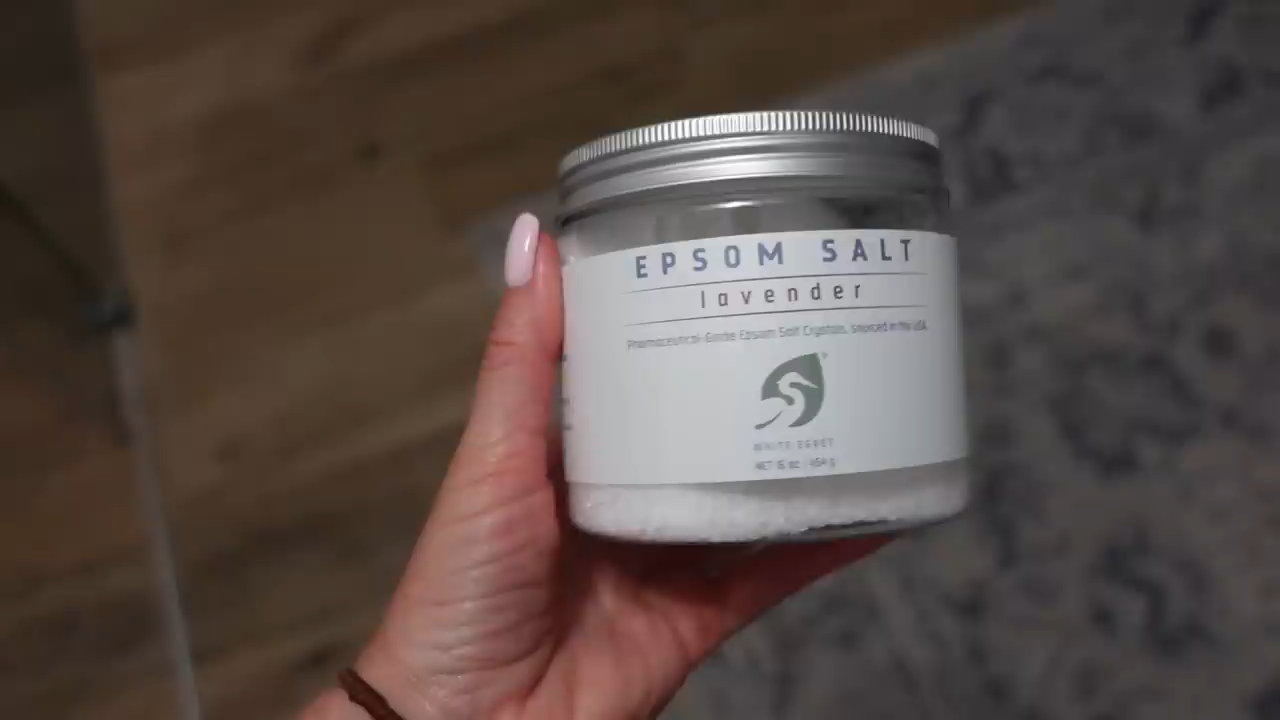 EPSOM SALT
lavender
Pharmaceutical-Grade Epsom Salt Crystals, sourced in the USA
WHITE EGRET
NET 16 oz / 454 g